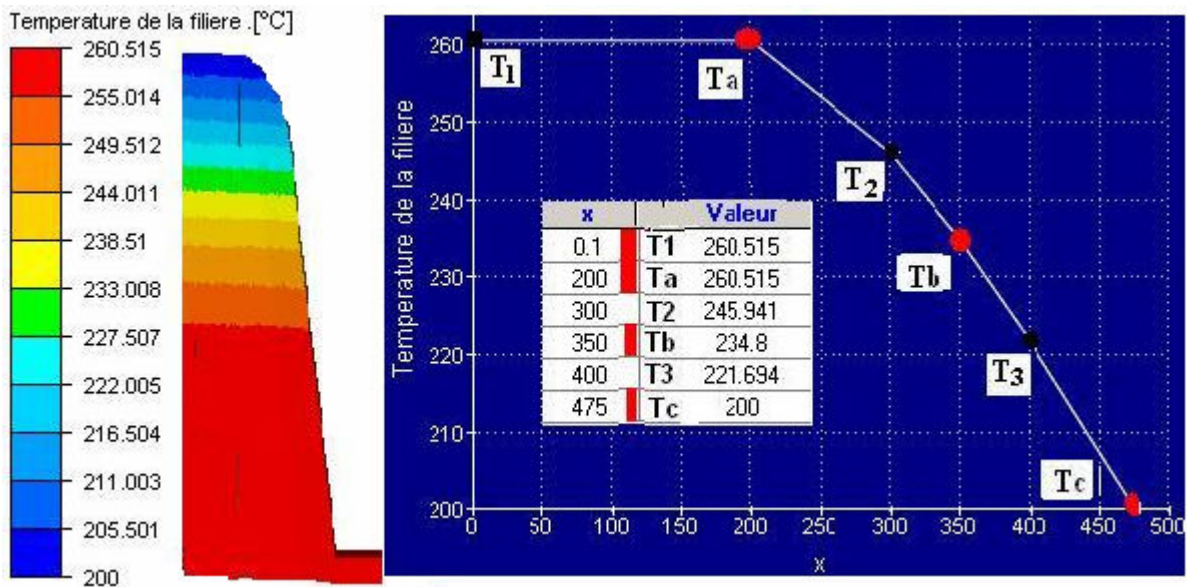 Temperature de la filiere .[°C]
260.515
255.014
249.512
244.011
238.51
233.008
227.507
222.005
216.504
211.003
205.501
200
Temperature de la filiere
260
250
240
230
220
210
200
0 50 100 150 200 250 300 350 400 450 500
x
T1
Ta
T2
Tb
T3
Tc
x Valeur
0.1 T1 260.515
200 Ta 260.515
300 T2 245.941
350 Tb 234.8
400 T3 221.694
475 Tc 200